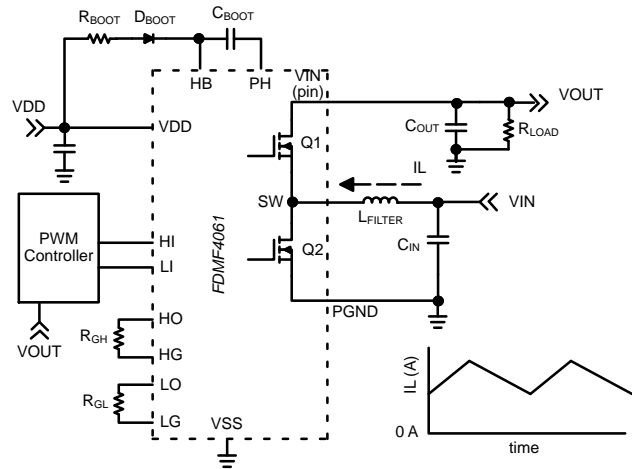 RBOOT
DBOOT
CBOOT
HB
PH
VIN
(pin)
VDD
VDD
VOUT
COUT
RLOAD
Q1
IL
SW
LFILTER
VIN
CIN
Q2
PWM
Controller
HI
LI
FDMF4061
VOUT
HO
HG
RGH
LO
LG
RGL
PGND
VSS
IL (A)
0 A
time